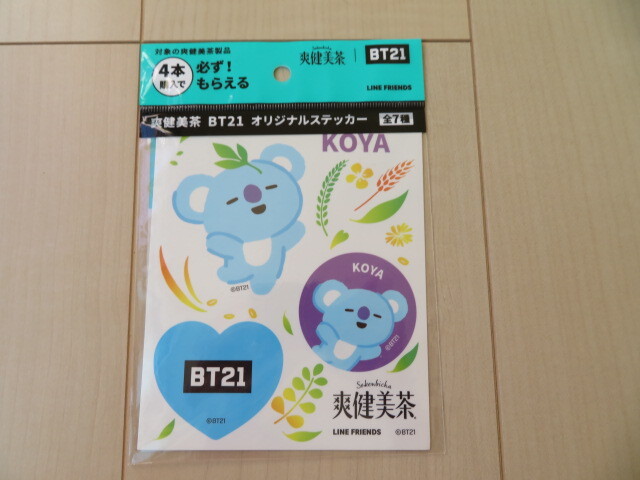 対象の爽健美茶製品
4本
購入で
必ず!
もらえる
Sokenbicha
爽健美茶
BT21
LINE FRIENDS
爽健美茶 BT21 オリジナルステッカー 全7種
KOYA
©BT21
KOYA
©BT21
BT21
©BT21
Sokenbicha
爽健美茶
LINE FRIENDS ©BT21